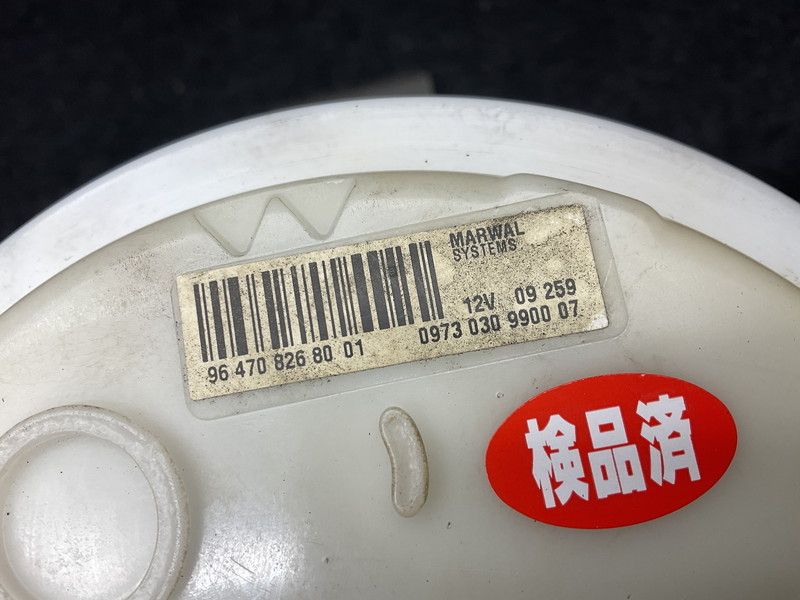 MARWAL
SYSTEMS
12V 09 259
0973 030 9900 07
96 470 826 80 01
検品済